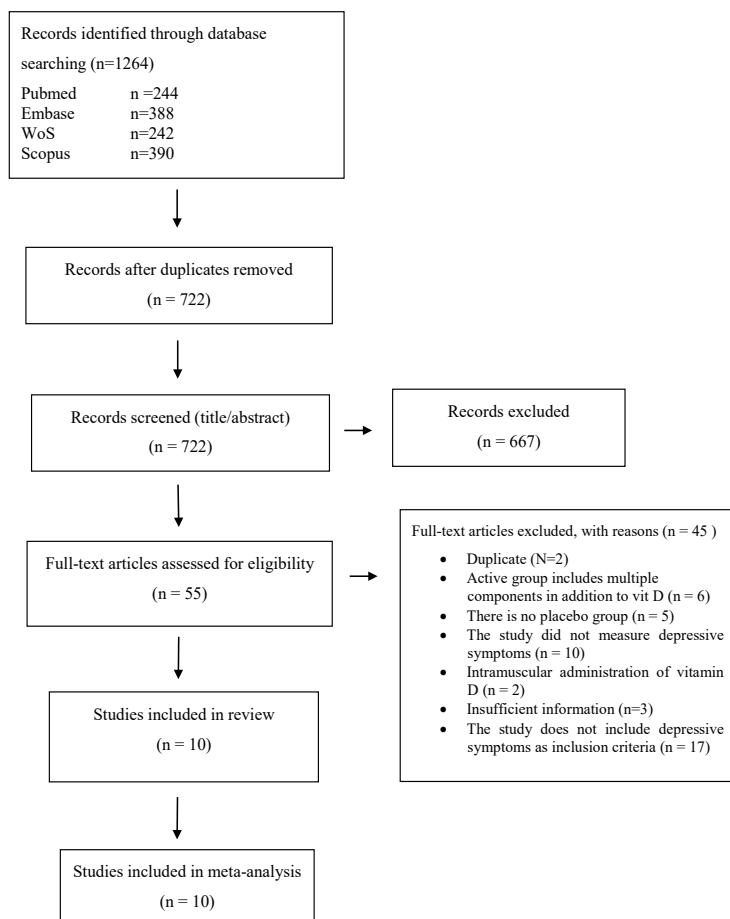 Records identified through database
searching (n=1264)
Pubmed n =244
Embase n=388
WoS n=242
Scopus n=390
Records after duplicates removed
(n = 722)
Records screened (title/abstract)
(n = 722)
Records excluded
(n = 667)
Full-text articles assessed for eligibility
(n = 55)
Full-text articles excluded, with reasons (n = 45 )
• Duplicate (N=2)
• Active group includes multiple
components in addition to vit D (n = 6)
• There is no placebo group (n = 5)
• The study did not measure depressive
symptoms (n = 10)
• Intramuscular administration of vitamin
D (n = 2)
• Insufficient information (n=3)
• The study does not include depressive
symptoms as inclusion criteria (n = 17)
Studies included in review
(n = 10)
Studies included in meta-analysis
(n = 10)